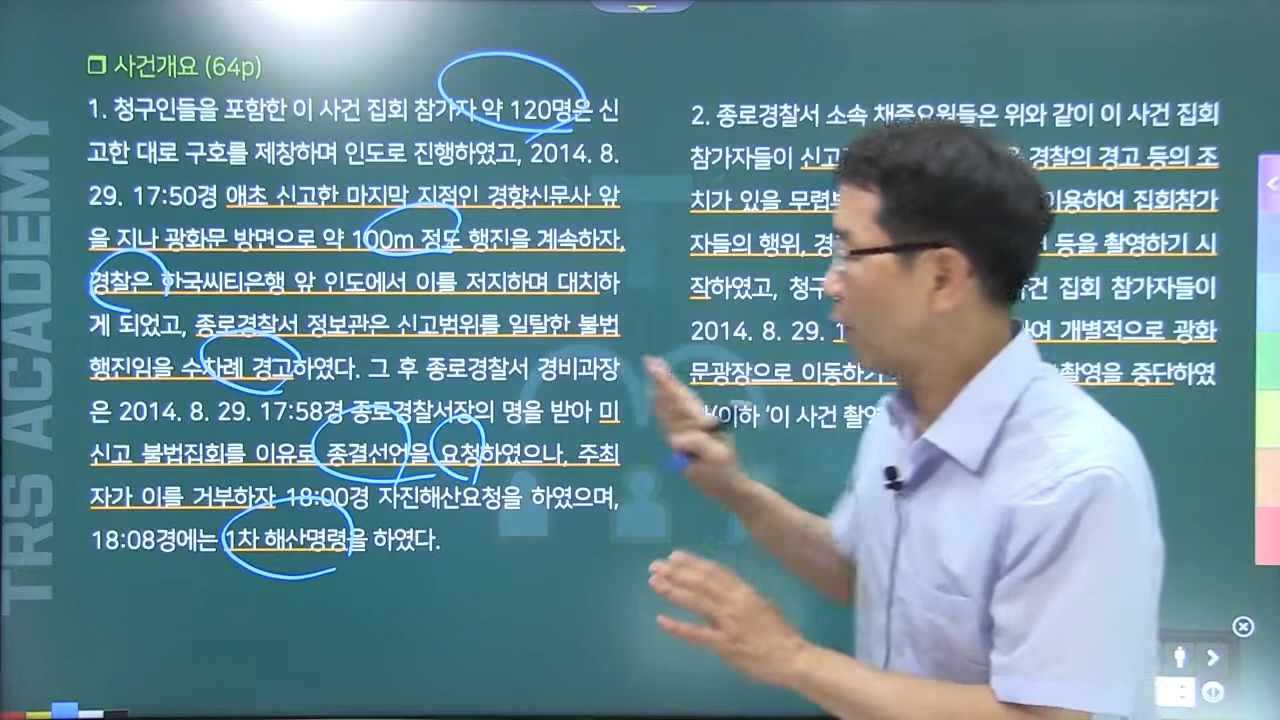 TRS ACADEMY
사건개요 (64p)
1. 청구인들을 포함한 이 사건 집회 참가자 약 120명은 신
고한 대로 구호를 제창하며 인도로 진행하였고, 2014. 8.
29. 17:50경 애초 신고한 마지막 지점인 경향신문사 앞
을 지나 광화문 방면으로 약 100m 정도 행진을 계속하자,
경찰은 한국씨티은행 앞 인도에서 이를 저지하며 대치하
게 되었고, 종로경찰서 정보관은 신고범위를 일탈한 불법
행진임을 수차례 경고하였다. 그 후 종로경찰서 경비과장
은 2014. 8. 29. 17:58경 종로경찰서장의 명을 받아 미
신고 불법집회를 이유로 종결선언을 요청하였으나, 주최
자가 이를 거부하자 18:00경 자진해산요청을 하였으며,
18:08경에는 1차 해산명령을 하였다.
2. 종로경찰서 소속 채증요원들은 위와 같이 이 사건 집회
참가자들이 경찰의 경고 등의 조
치가 있을 이용하여 집회참가
자들의 행위, 등을 촬영하기 시
작하였고, 집회 참가자들이
2014. 8. 29. 개별적으로 광화
문광장으로 촬영을 중단하였
(이하 '이 사건